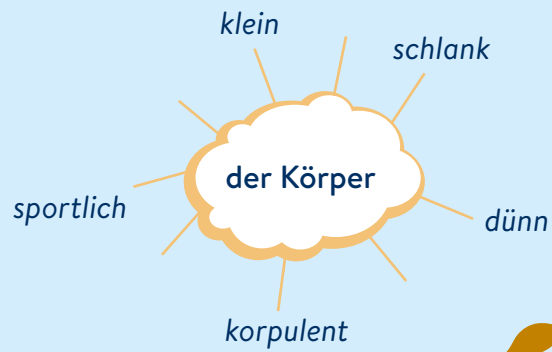 klein
schlank
der Körper
sportlich
dünn
korpulent